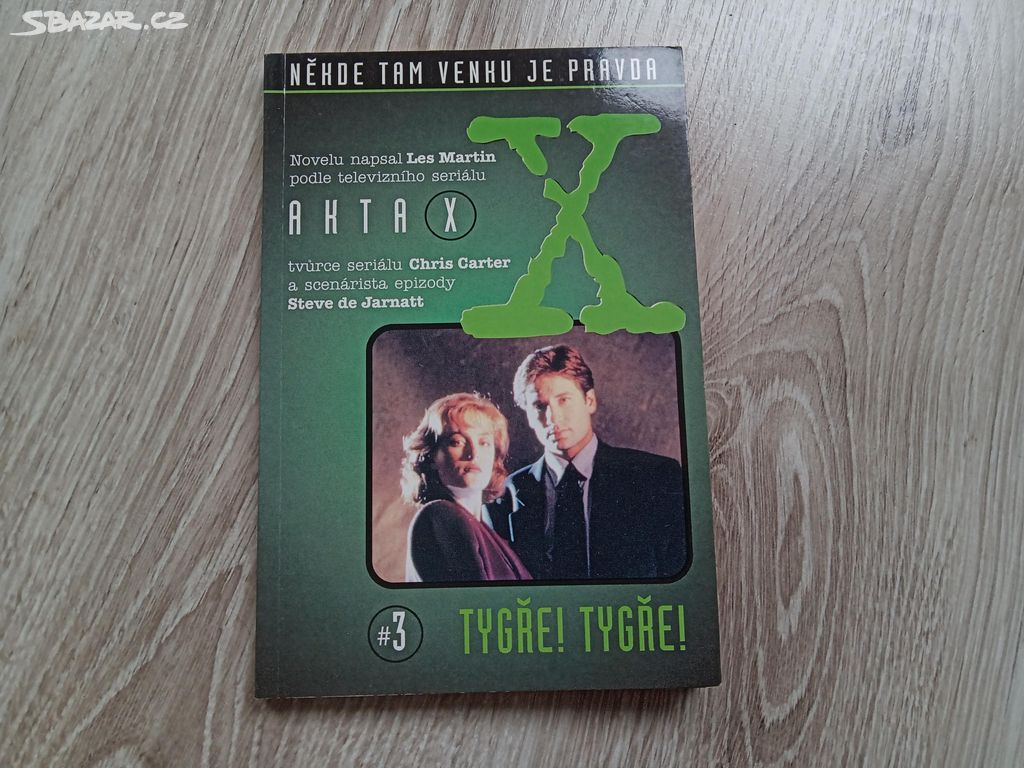 SBAZAR.CZ
NĚKDE TAM VENKU JE PRAVDA
Novelu napsal Les Martin
podle televizního seriálu
AKTA X
tvůrce seriálu Chris Carter
a scenárista epizody
Steve de Jarnatt
X
#3
TYGŘE! TYGŘE!